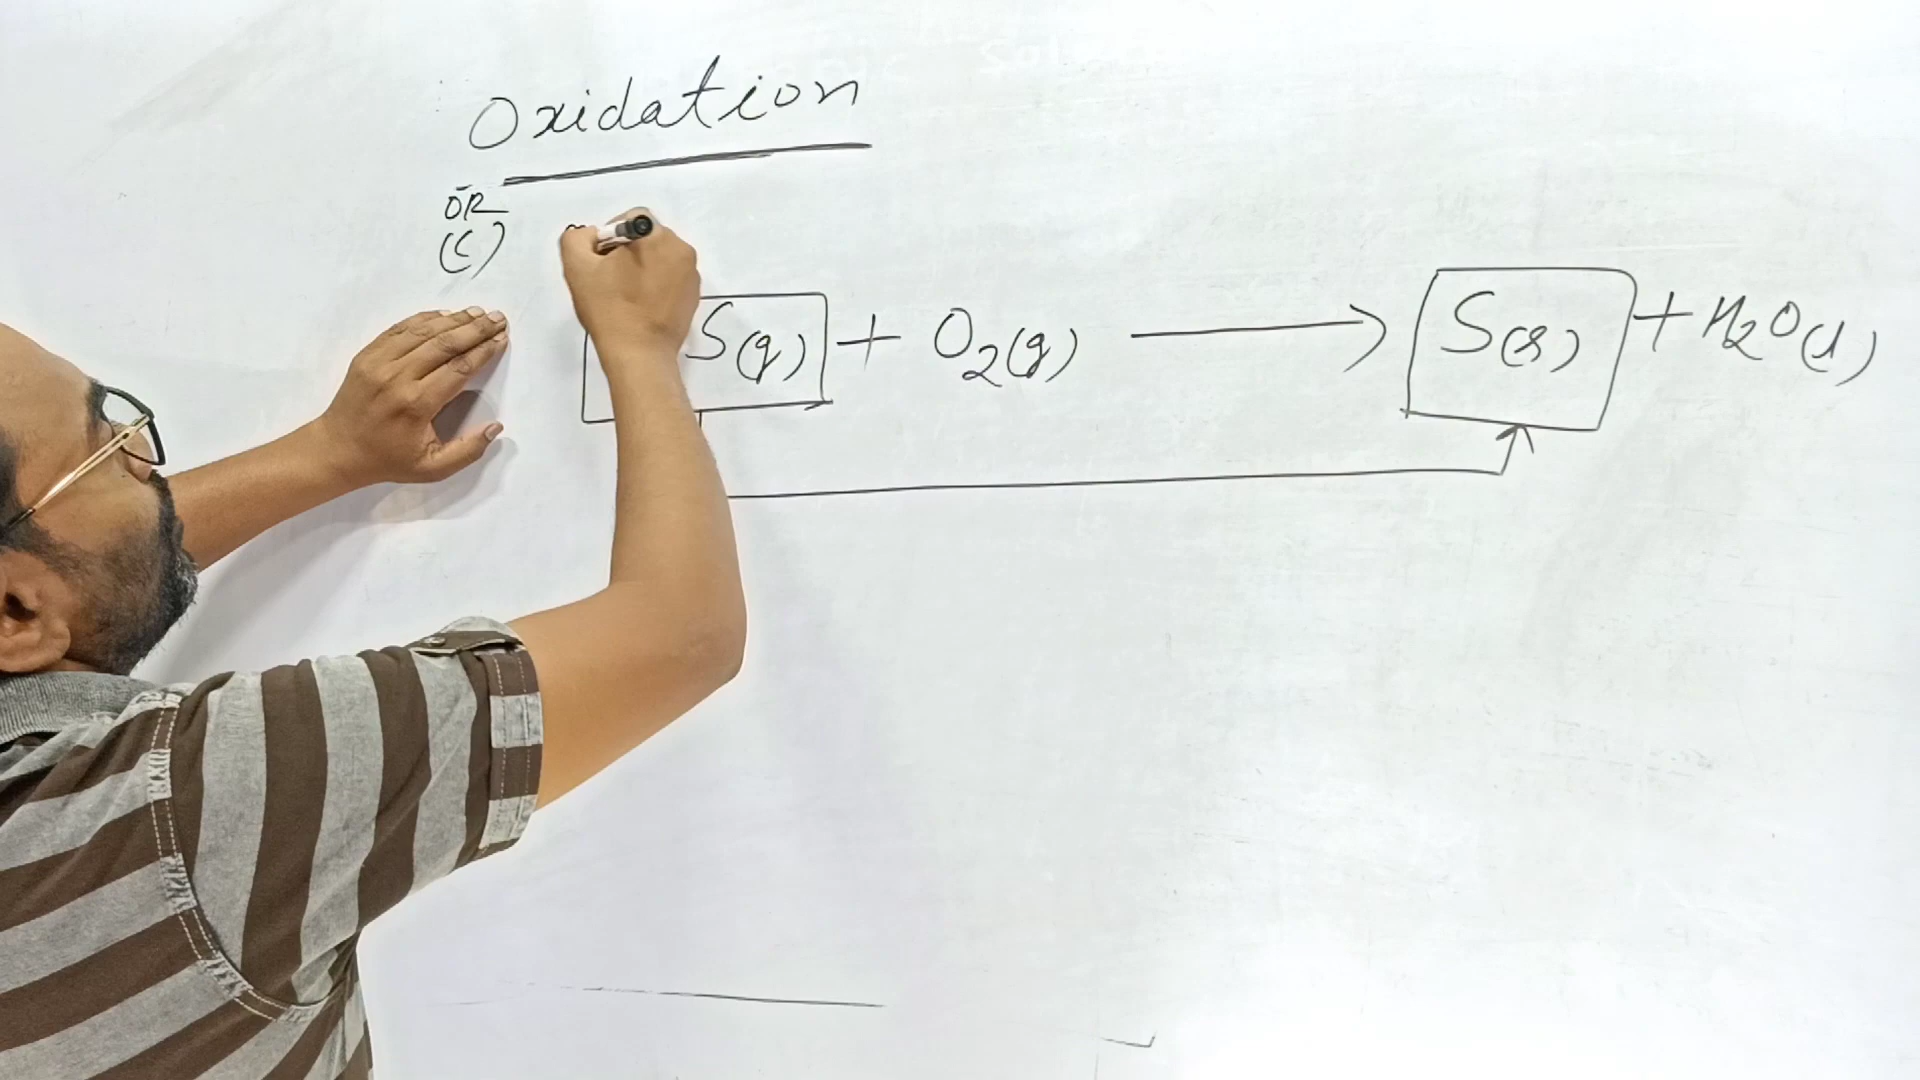 Oxidation
OR
(C)
S(g) + O2(g) ⟶ S(s) + H2O(l)